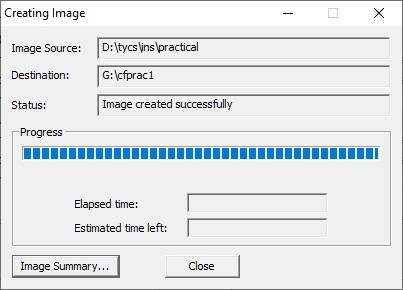 Creating Image
Image Source: D:\tycs\ins\practical
Destination: G:\cfprac1
Status: Image created successfully
Progress
Elapsed time:
Estimated time left:
Image Summary... Close